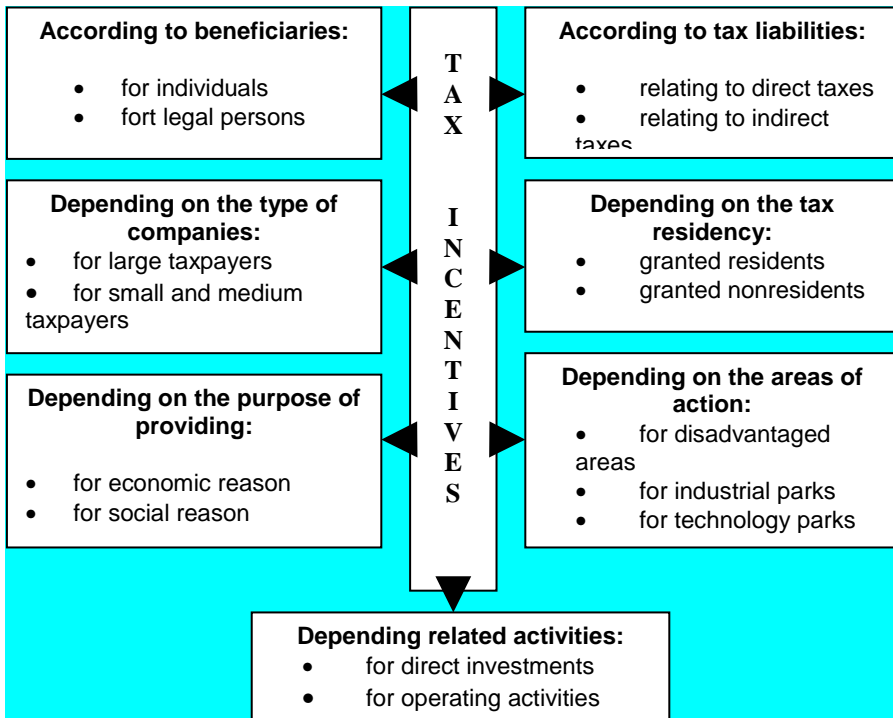 According to beneficiaries:
• for individuals
• fort legal persons
TAX INCENTIVES
According to tax liabilities:
• relating to direct taxes
• relating to indirect
taxes
Depending on the type of
companies:
• for large taxpayers
• for small and medium
taxpayers
Depending on the tax
residency:
• granted residents
• granted nonresidents
Depending on the purpose of
providing:
• for economic reason
• for social reason
Depending on the areas of
action:
• for disadvantaged
areas
• for industrial parks
• for technology parks
Depending related activities:
• for direct investments
• for operating activities